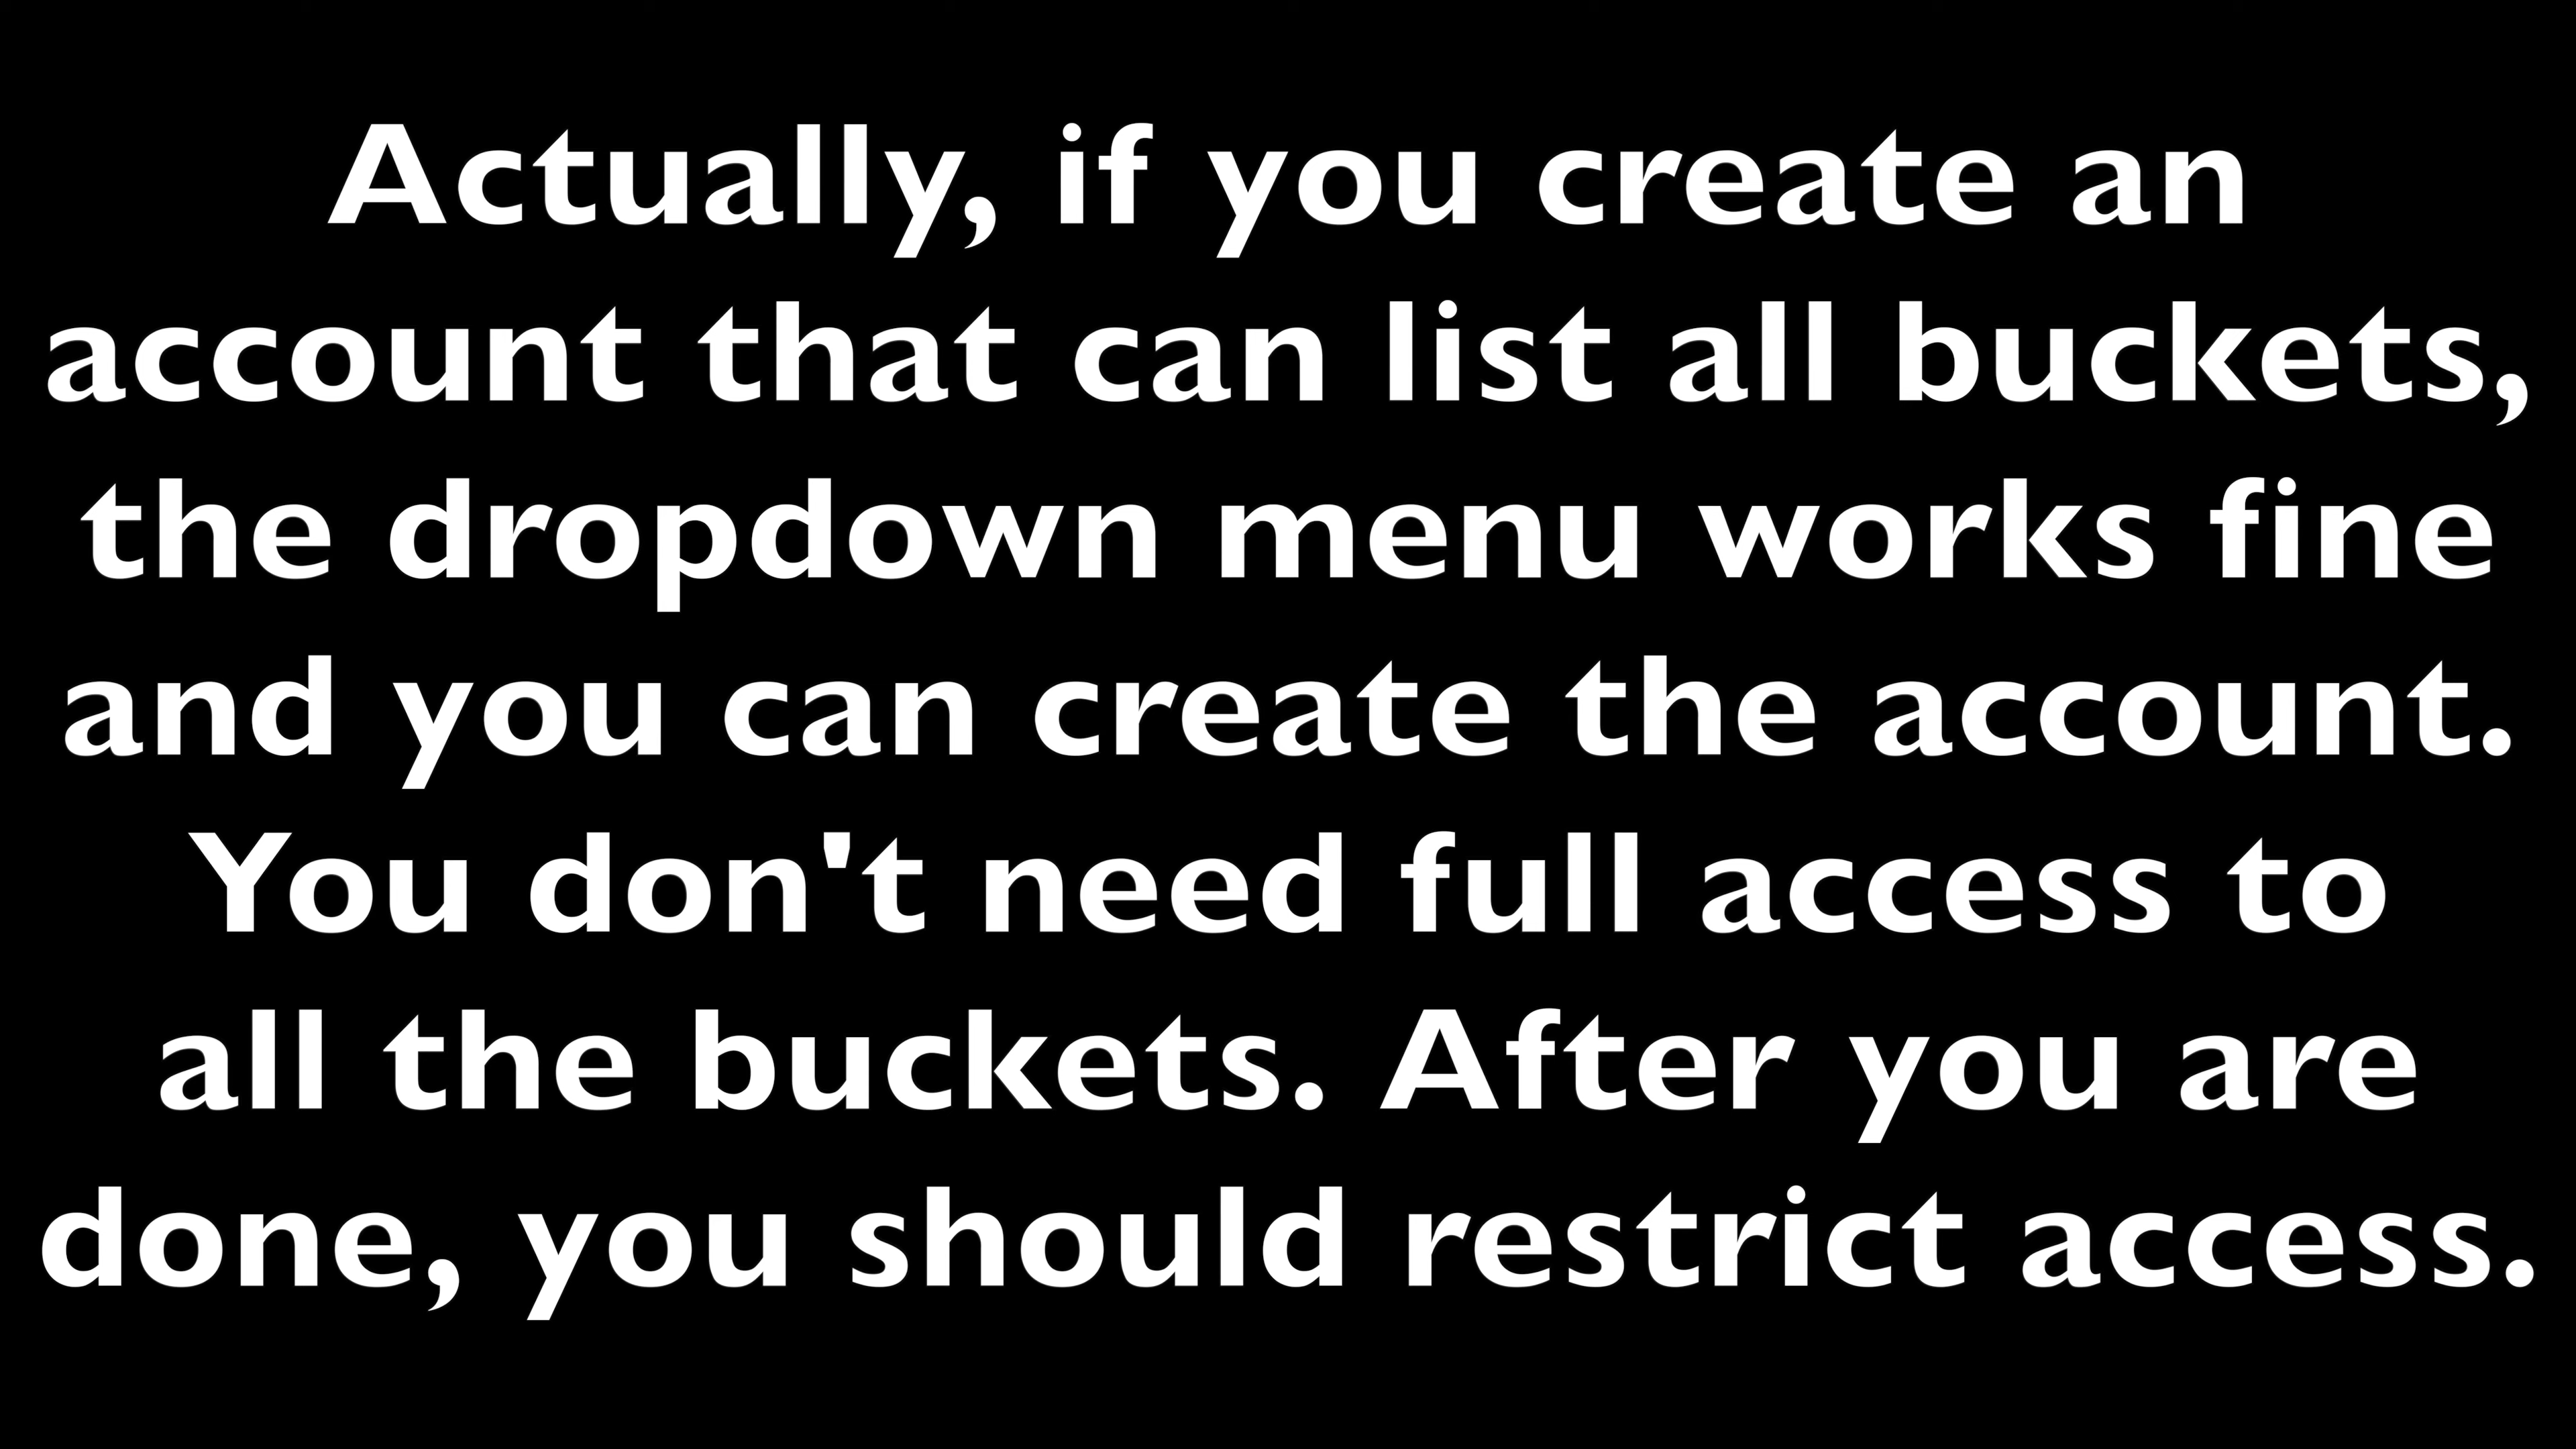 Actually, if you create an
account that can list all buckets,
the dropdown menu works fine
and you can create the account.
You don't need full access to
all the buckets. After you are
done, you should restrict access.